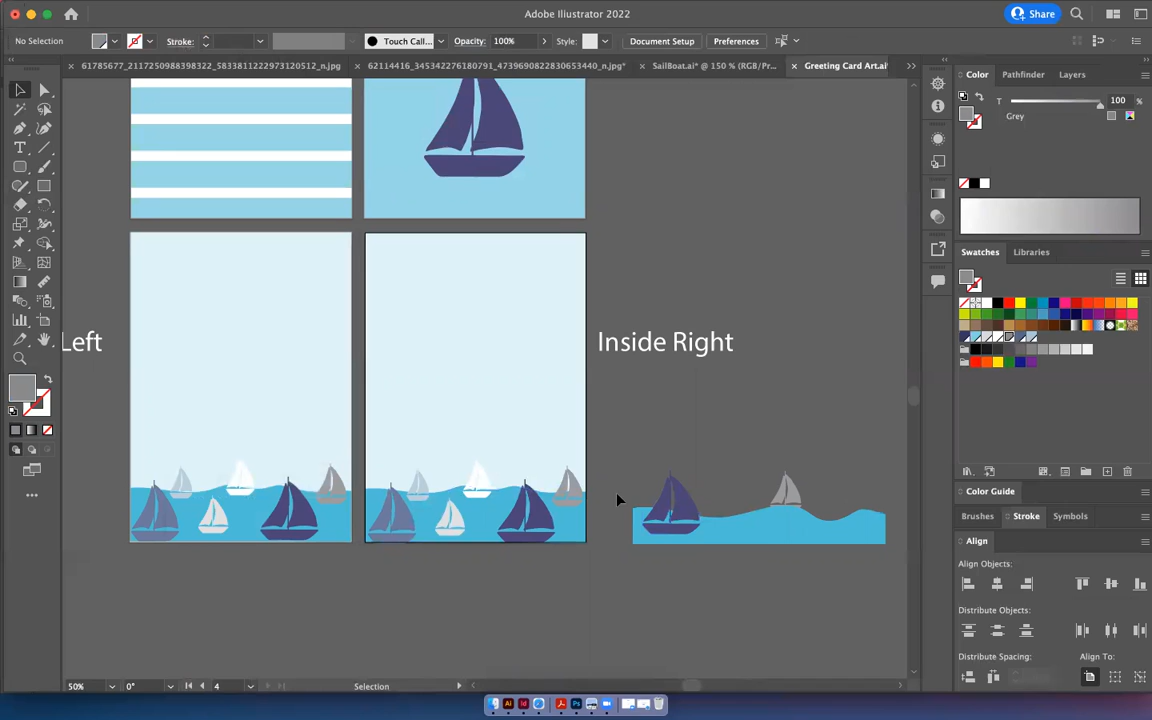 Adobe Illustrator 2022
Share
No Selection
Stroke:
Touch Call...
Opacity:
100%
Style:
Document Setup
Preferences
61785677_2117250988398322_5833811222973120512_n.jpg
62114416_345342276180791_4739690822830653440_n.jpg*
SailBoat.ai* @ 150 % (RGB/Pr...
Greeting Card Art.ai*
Color
Pathfinder
Layers
T
100
%
Grey
Swatches
Libraries
Left
Inside Right
Color Guide
Brushes
Stroke
Symbols
Align
Align Objects:
Distribute Objects:
Distribute Spacing:
Align To:
50%
0°
4
Selection